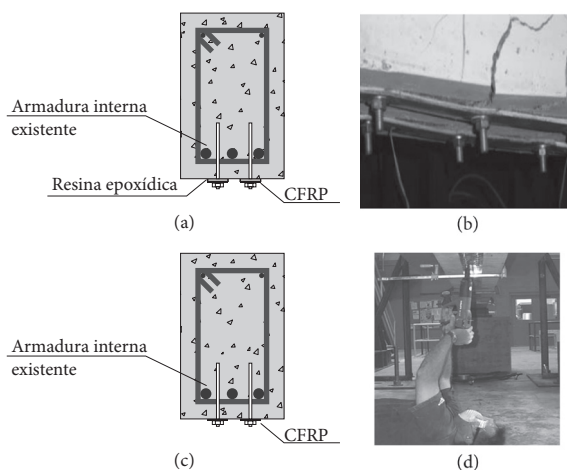 Armadura interna
existente
Resina epoxídica
CFRP
(a)
(b)
Armadura interna
existente
CFRP
(c)
(d)